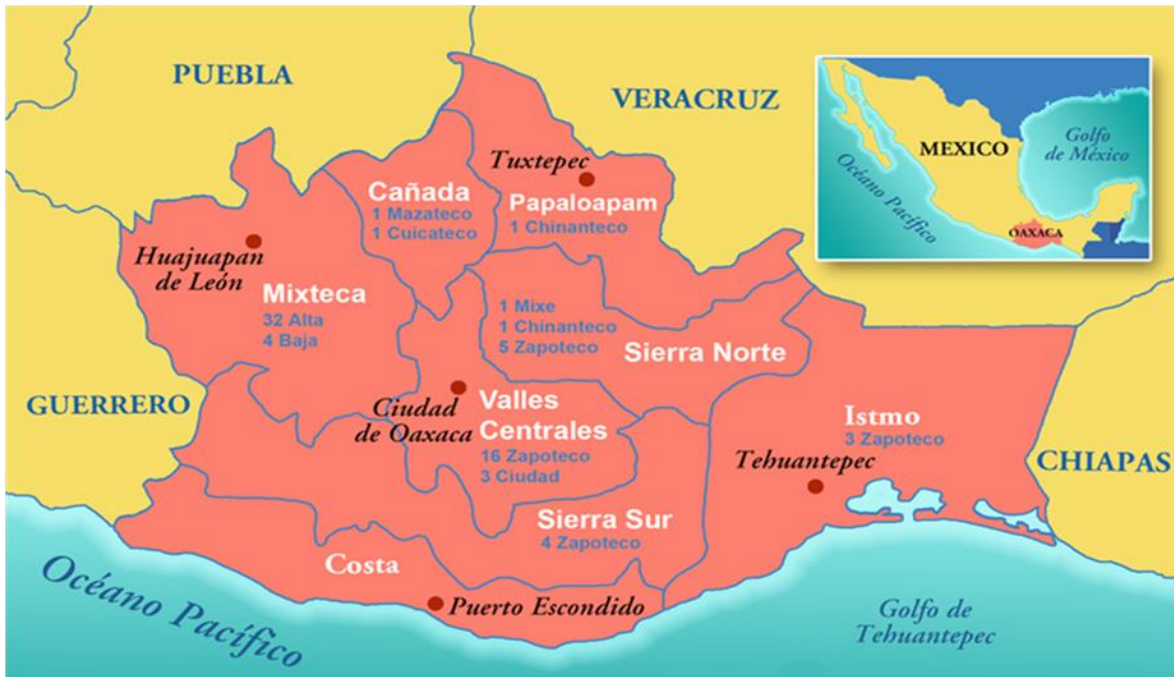 PUEBLA
VERACRUZ
MEXICO
Golfo
de México
Océano Pacífico
OAXACA
Tuxtepec
Cañada
1 Mazateco
1 Cuicateco
Papaloapam
1 Chinanteco
Huajuapan
de León
Mixteca
32 Alta
4 Baja
1 Mixe
1 Chinanteco
5 Zapoteco
Sierra Norte
GUERRERO
Ciudad
de Oaxaca
Valles
Centrales
16 Zapoteco
3 Ciudad
Istmo
3 Zapoteco
Tehuantepec
CHIAPAS
Sierra Sur
4 Zapoteco
Costa
Puerto Escondido
Océano Pacífico
Golfo de
Tehuantepec